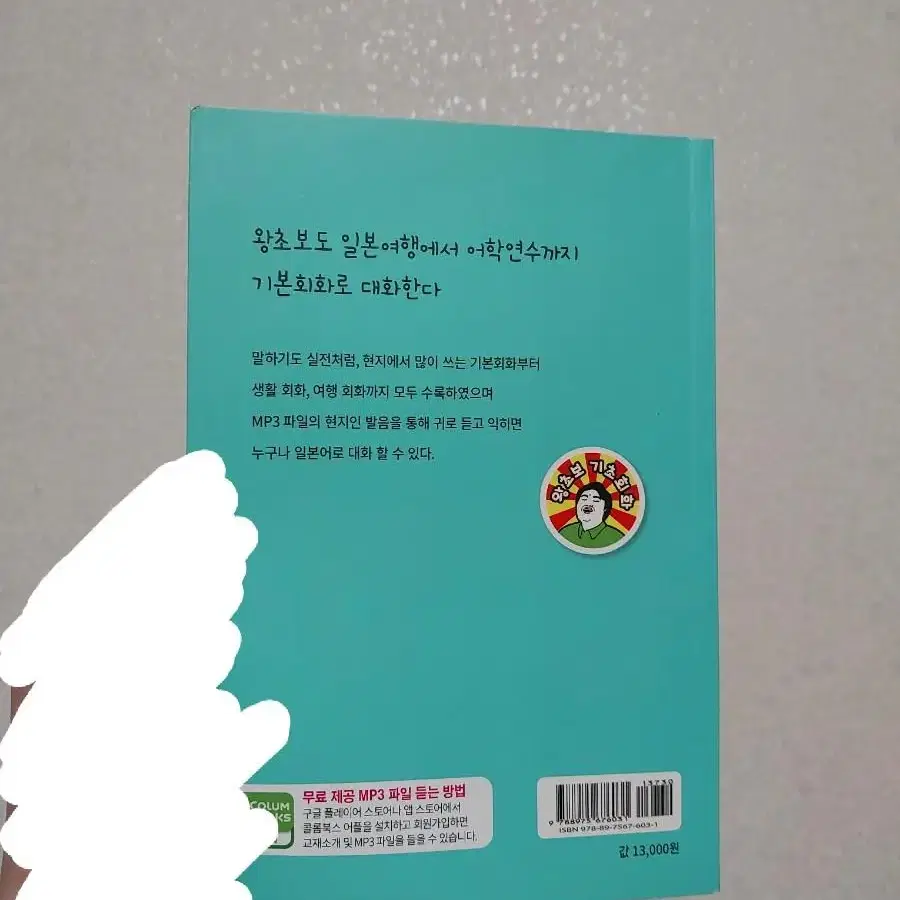 왕초보도 일본여행에서 어학연수까지
기본회화로 대화한다
말하기도 실전처럼, 현지에서 많이 쓰는 기본회화부터
생활 회화, 여행 회화까지 모두 수록하였으며
MP3 파일의 현지인 발음을 통해 귀로 듣고 익히면
누구나 일본어로 대화 할 수 있다.
왕초보 기초회화
COLUM
무료 제공 MP3 파일 듣는 방법
구글 플레이어 스토어나 앱 스토어에서
콜롬북스 어플을 설치하고 회원가입하면
교재소개 및 MP3 파일을 들을 수 있습니다.
13730
9 788975 676031
ISBN 978-89-7567-603-1
값 13,000원